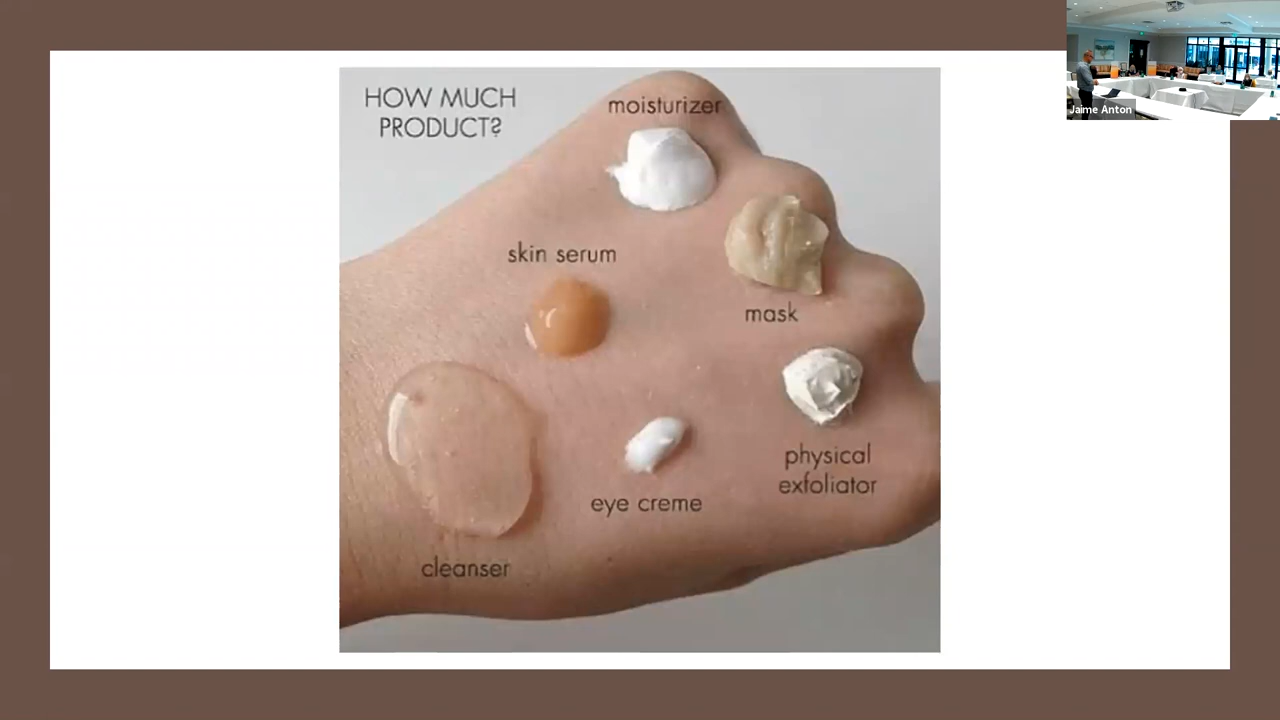 HOW MUCH
PRODUCT?
moisturizer
skin serum
mask
physical
exfoliator
eye creme
cleanser
Jaime Anton